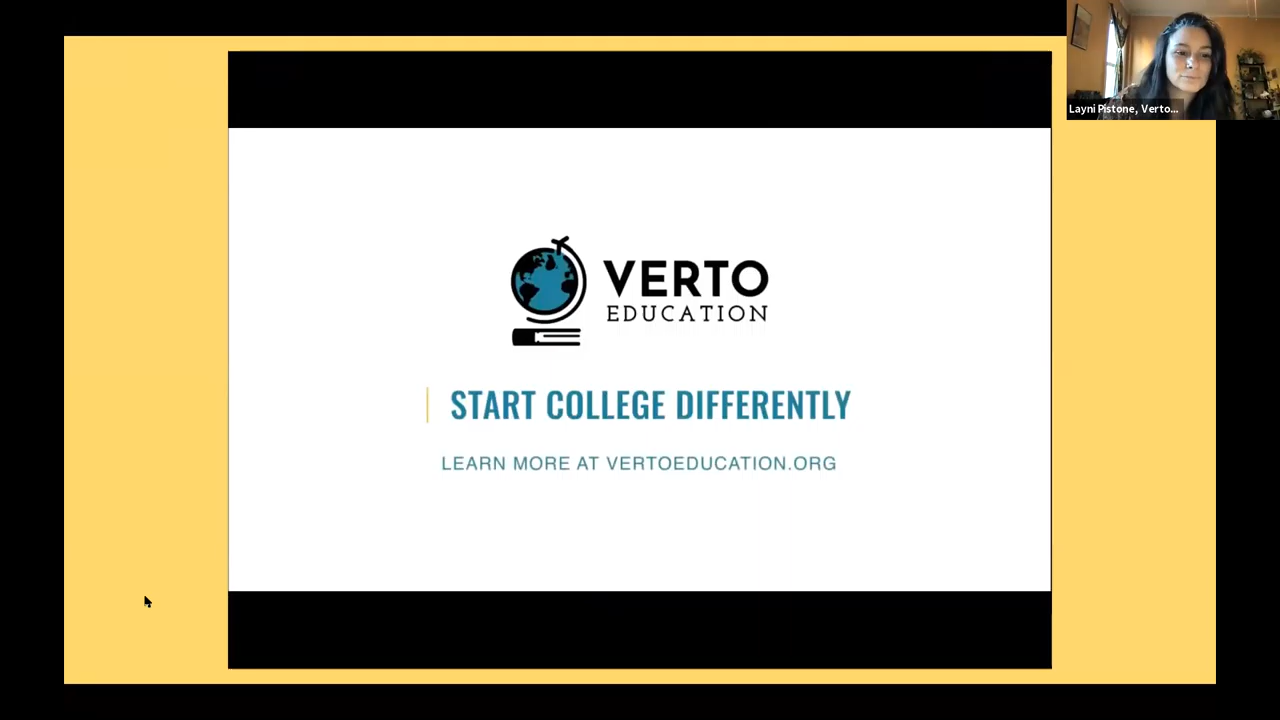 Layni Pistone, Verto...
VERTO
EDUCATION
START COLLEGE DIFFERENTLY
LEARN MORE AT VERTOEDUCATION.ORG